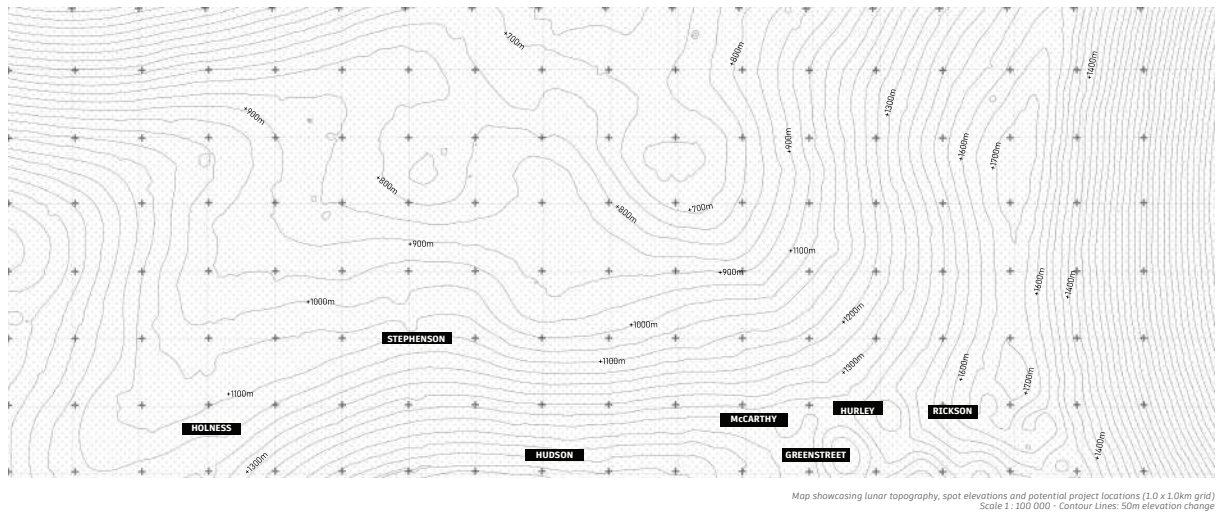 +700m
+800m
+1400m
+1300m
+900m
+900m
+1600m
+1700m
+800m
+800m
+700m
+900m
+1100m
+900m
+1600m
+1400m
+1000m
+1200m
+1000m
STEPHENSON
+1100m
+1300m
+1600m
+1700m
+1100m
HURLEY
RICKSON
McCARTHY
HOLNESS
+1400m
HUDSON
GREENSTREET
+1300m
Map showcasing lunar topography, spot elevations and potential project locations (1.0 x 1.0km grid)
Scale 1 : 100 000 - Contour Lines: 50m elevation change